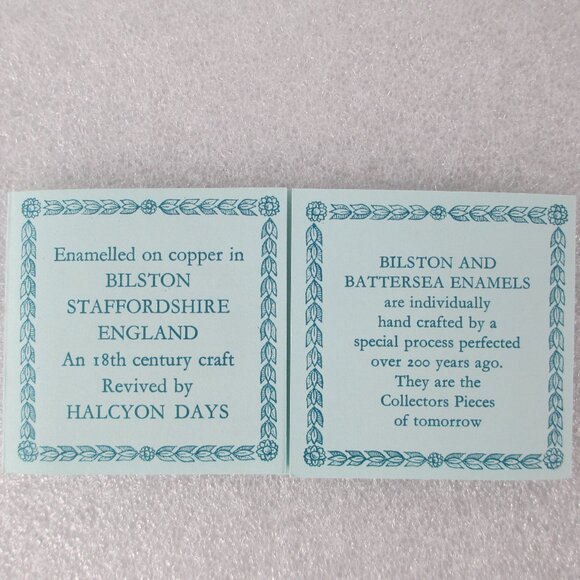 Enamelled on copper in
BILSTON
STAFFORDSHIRE
ENGLAND
An 18th century craft
Revived by
HALCYON DAYS
BILSTON AND
BATTERSEA ENAMELS
are individually
hand crafted by a
special process perfected
over 200 years ago.
They are the
Collectors Pieces
of tomorrow